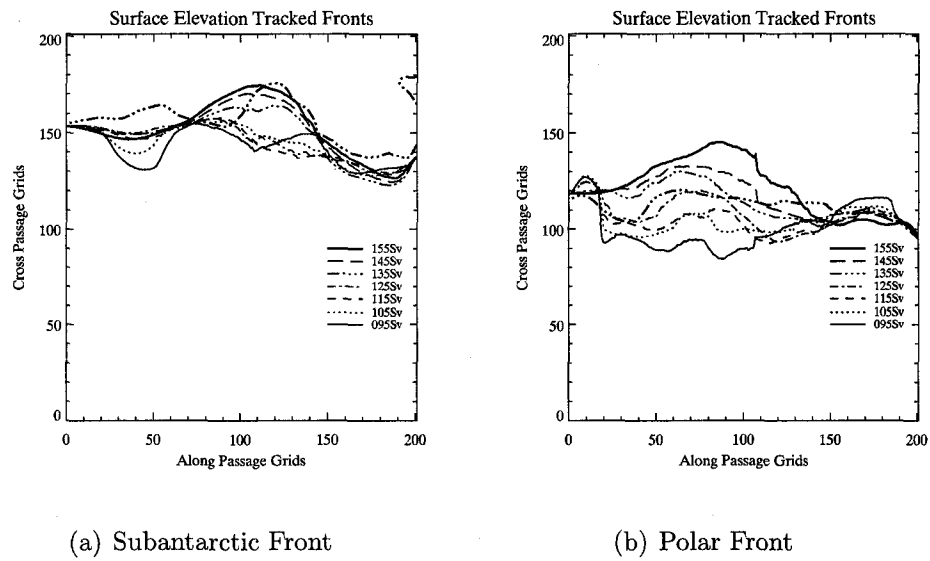 Surface Elevation Tracked Fronts
200
150
100
50
0
Cross Passage Grids
155Sv
145Sv
135Sv
125Sv
115Sv
105Sv
095Sv
0 50 100 150 200
Along Passage Grids
(a) Subantarctic Front
Surface Elevation Tracked Fronts
200
150
100
50
0
Cross Passage Grids
155Sv
145Sv
135Sv
125Sv
115Sv
105Sv
095Sv
0 50 100 150 200
Along Passage Grids
(b) Polar Front